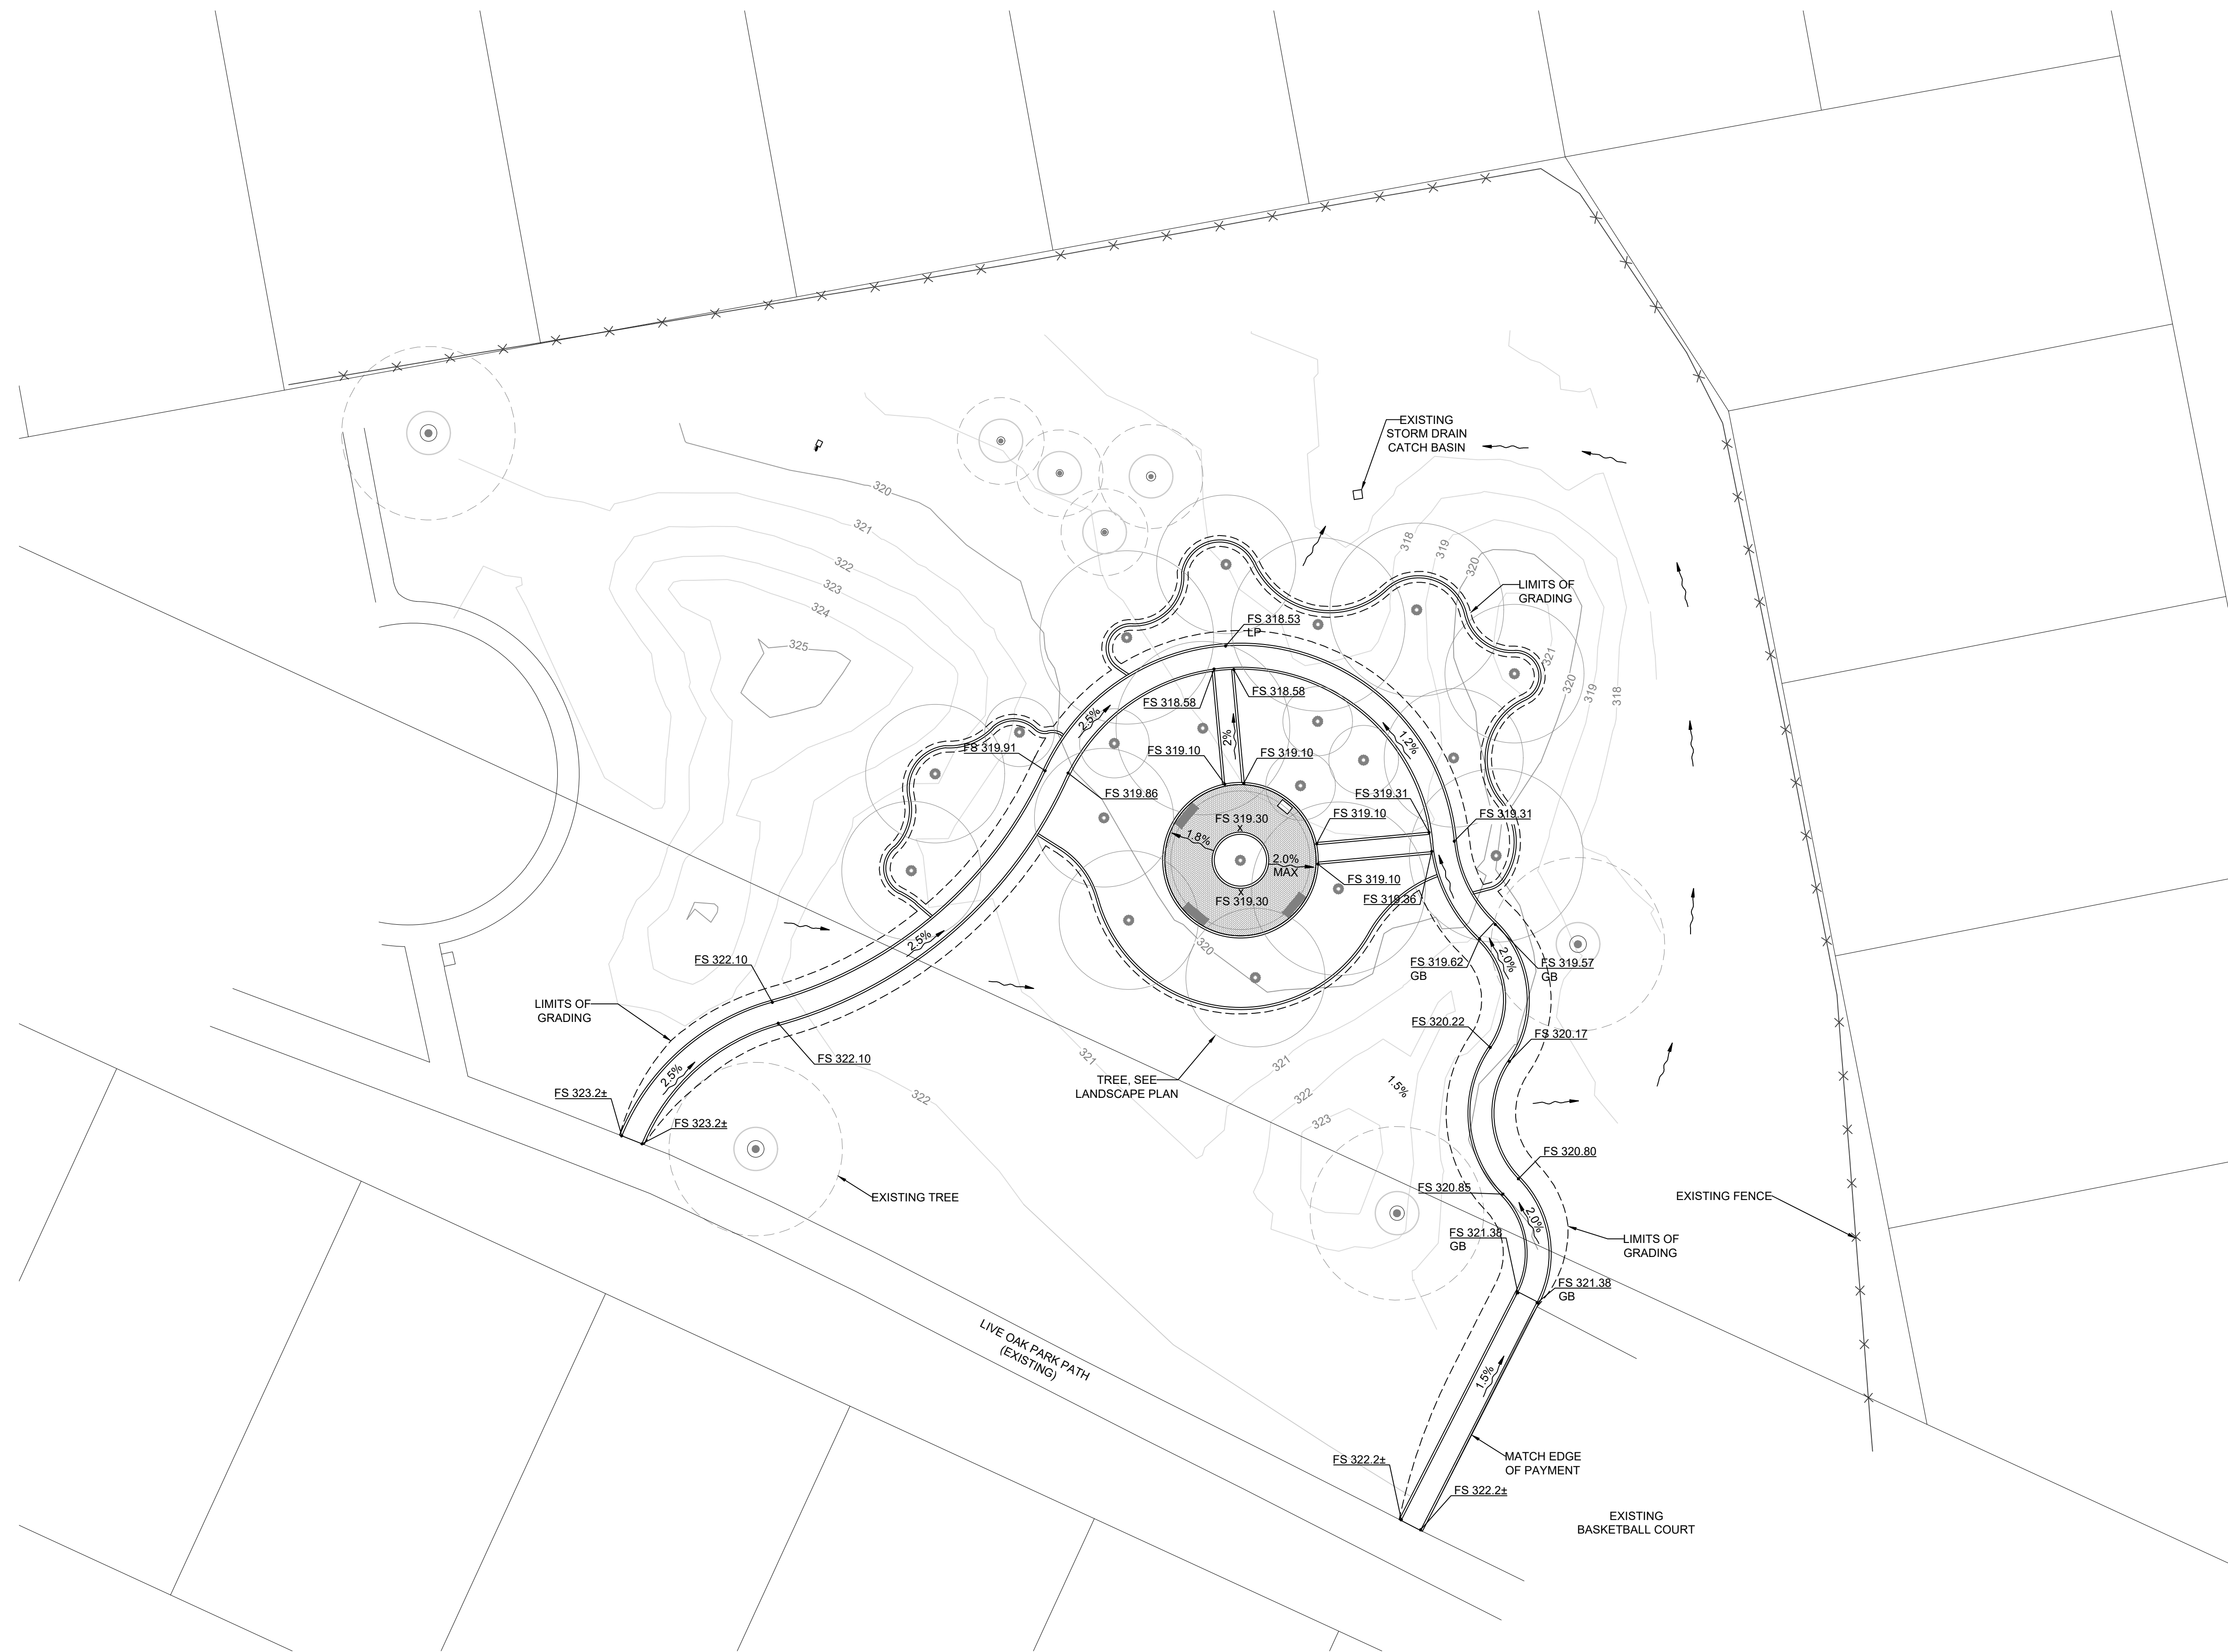 EXISTING
STORM DRAIN
CATCH BASIN
320
321
322
323
324
325
318
319
320
LIMITS OF
GRADING
321
320
319
318
FS 318.53
LP
FS 318.58
FS 318.58
2.5%
2%
1.2%
FS 319.91
FS 319.10
FS 319.10
FS 319.86
FS 319.31
FS 319.10
FS 319.31
FS 319.30
x
1.8%
2.0%
MAX
x
FS 319.30
FS 319.10
FS 319.36
320
2.5%
FS 322.10
FS 319.62
GB
2.0%
FS 319.57
GB
LIMITS OF
GRADING
FS 322.10
FS 320.22
FS 320.17
2.5%
321
TREE, SEE
LANDSCAPE PLAN
321
322
323
1.5%
FS 323.2±
FS 323.2±
322
EXISTING TREE
FS 320.80
FS 320.85
2.0%
EXISTING FENCE
FS 321.38
GB
LIMITS OF
GRADING
FS 321.38
GB
LIVE OAK PARK PATH
(EXISTING)
1.5%
MATCH EDGE
OF PAYMENT
FS 322.2±
FS 322.2±
EXISTING
BASKETBALL COURT